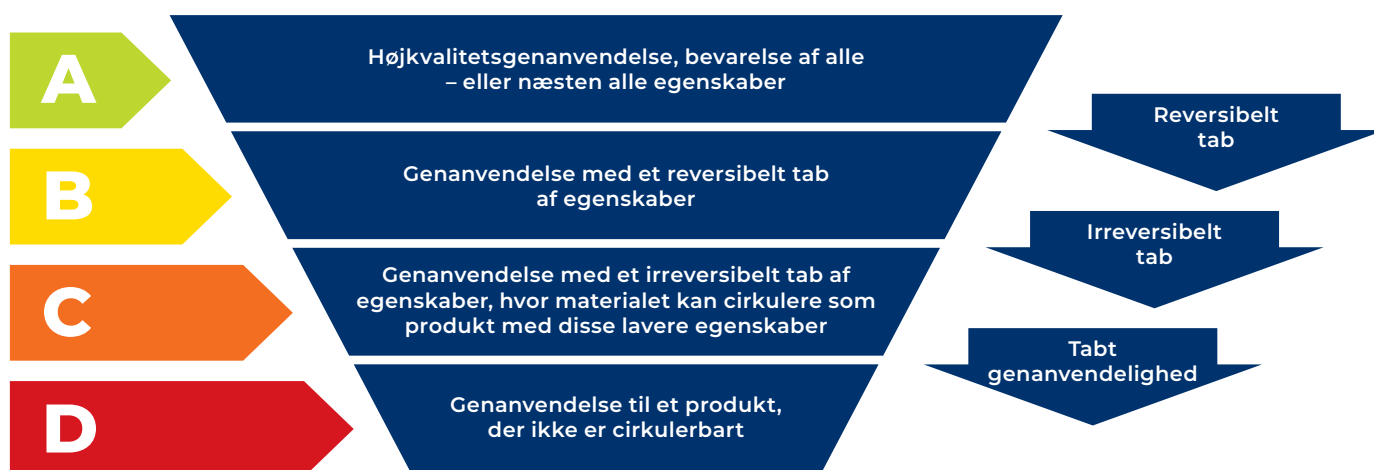 A
Højkvalitetsgenanvendelse, bevarelse af alle
– eller næsten alle egenskaber
Reversibelt
tab
B
Genanvendelse med et reversibelt tab
af egenskaber
Irreversibelt
tab
C
Genanvendelse med et irreversibelt tab af
egenskaber, hvor materialet kan cirkulere som
produkt med disse lavere egenskaber
Tabt
genanvendelighed
D
Genanvendelse til et produkt,
der ikke er cirkulerbart